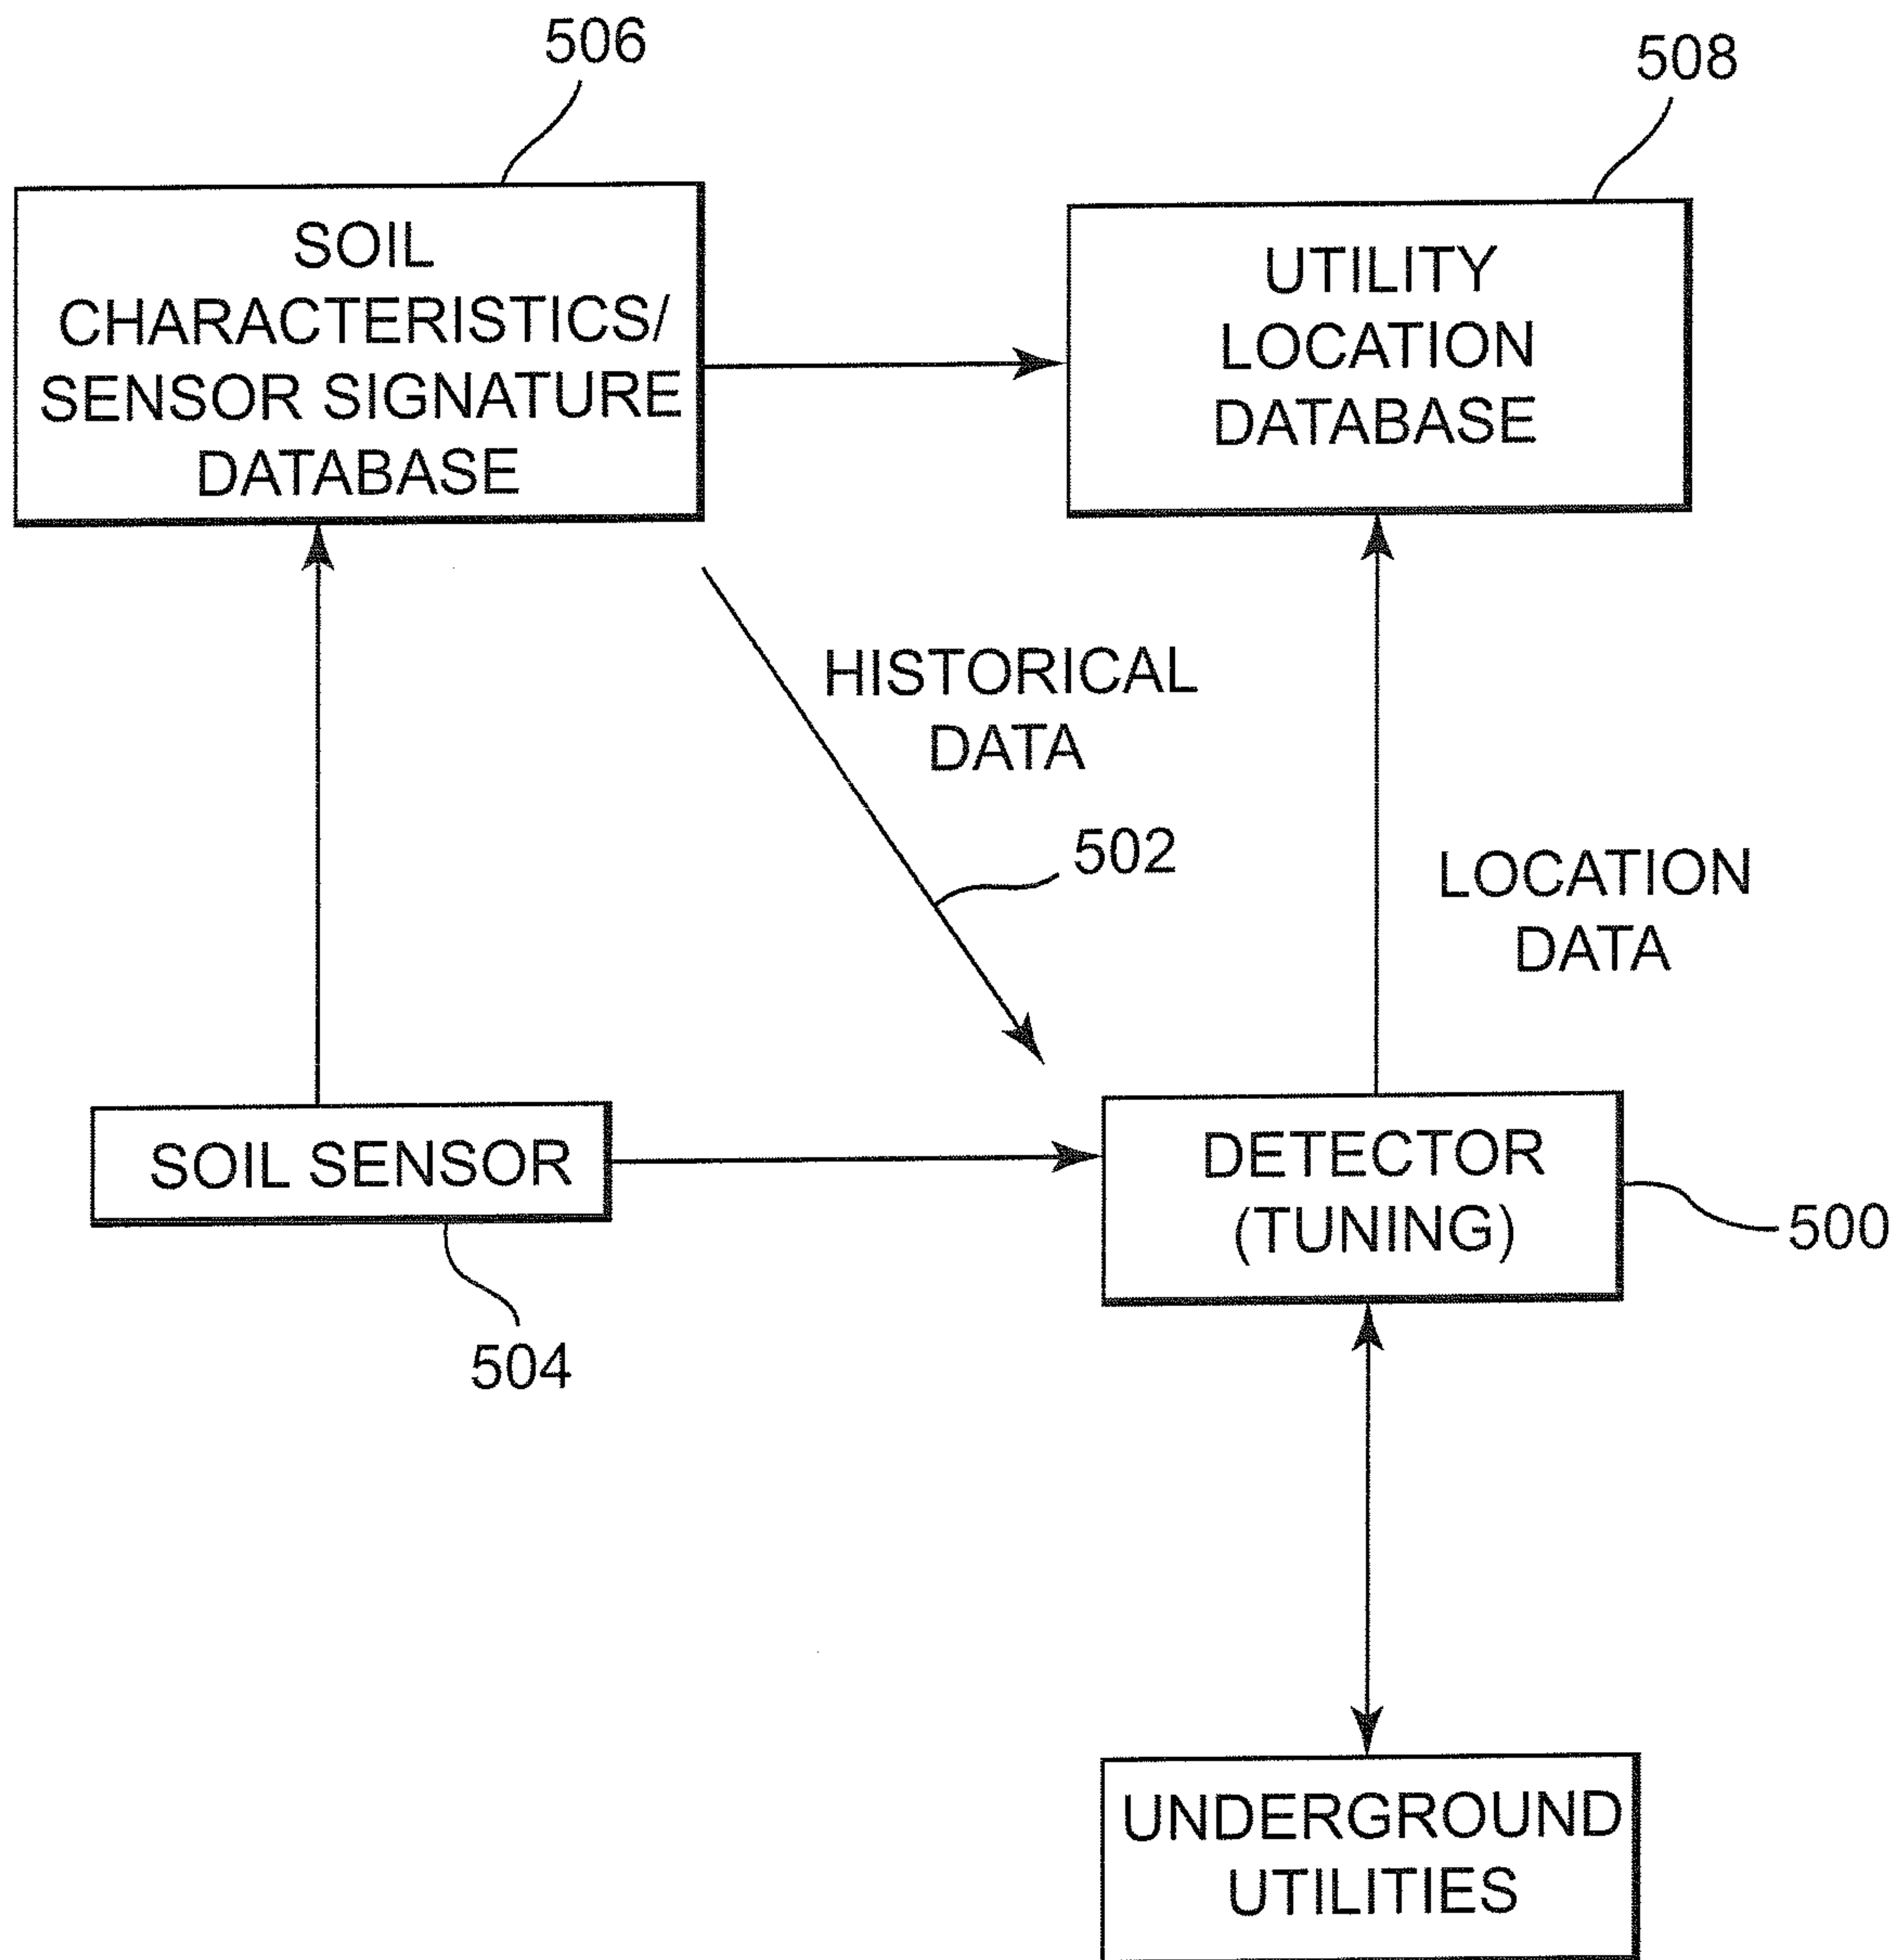 506
508
SOIL
CHARACTERISTICS/
SENSOR SIGNATURE
DATABASE
UTILITY
LOCATION
DATABASE
HISTORICAL
DATA
502
LOCATION
DATA
SOIL SENSOR
504
DETECTOR
(TUNING)
500
UNDERGROUND
UTILITIES